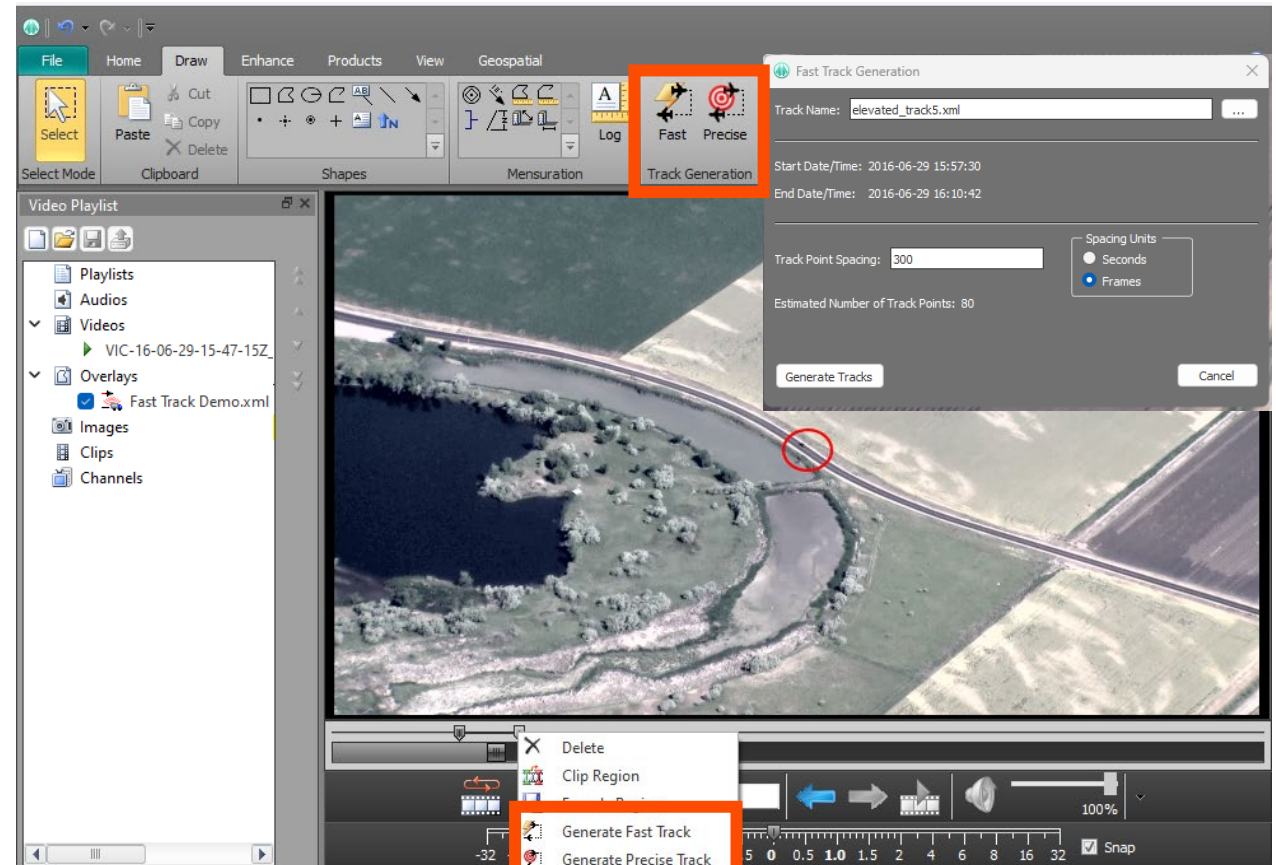 File Home Draw Enhance Products View Geospatial
Select
Paste
Cut
Copy
Delete
AB
N
A
Log
Fast Precise
Select Mode Clipboard Shapes Mensuration Track Generation
Fast Track Generation
Track Name: elevated_track5.xml ...
Start Date/Time: 2016-06-29 15:57:30
End Date/Time: 2016-06-29 16:10:42
Track Point Spacing: 300
Spacing Units
Seconds
Frames
Estimated Number of Track Points: 80
Generate Tracks Cancel
Video Playlist
Playlists
Audios
Videos
VIC-16-06-29-15-47-15Z_
Overlays
Fast Track Demo.xml
Images
Clips
Channels
Delete
Clip Region
Generate Fast Track
Generate Precise Track
100%
-32 .5 0 0.5 1.0 1.5 2 4 6 8 16 32 Snap